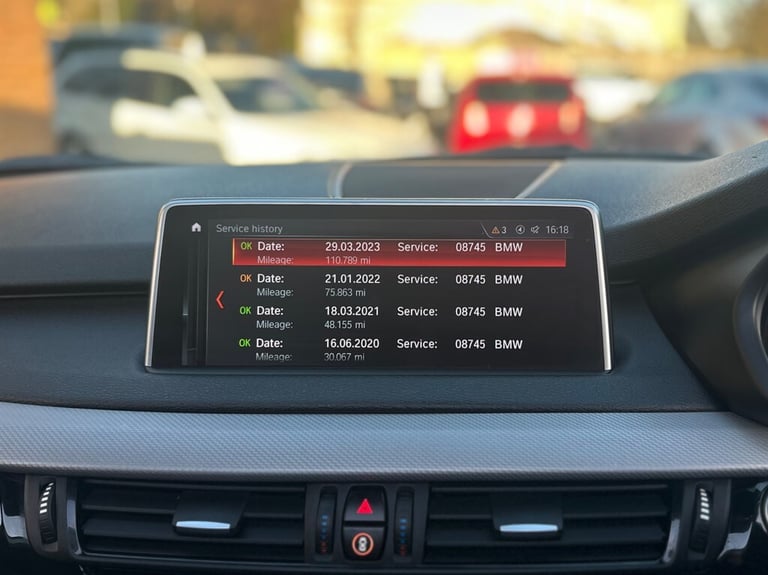 Service history 3 16:18
OK Date: 29.03.2023 Service: 08745 BMW
Mileage: 110.789 mi
OK Date: 21.01.2022 Service: 08745 BMW
Mileage: 75.863 mi
OK Date: 18.03.2021 Service: 08745 BMW
Mileage: 48.155 mi
OK Date: 16.06.2020 Service: 08745 BMW
Mileage: 30.067 mi